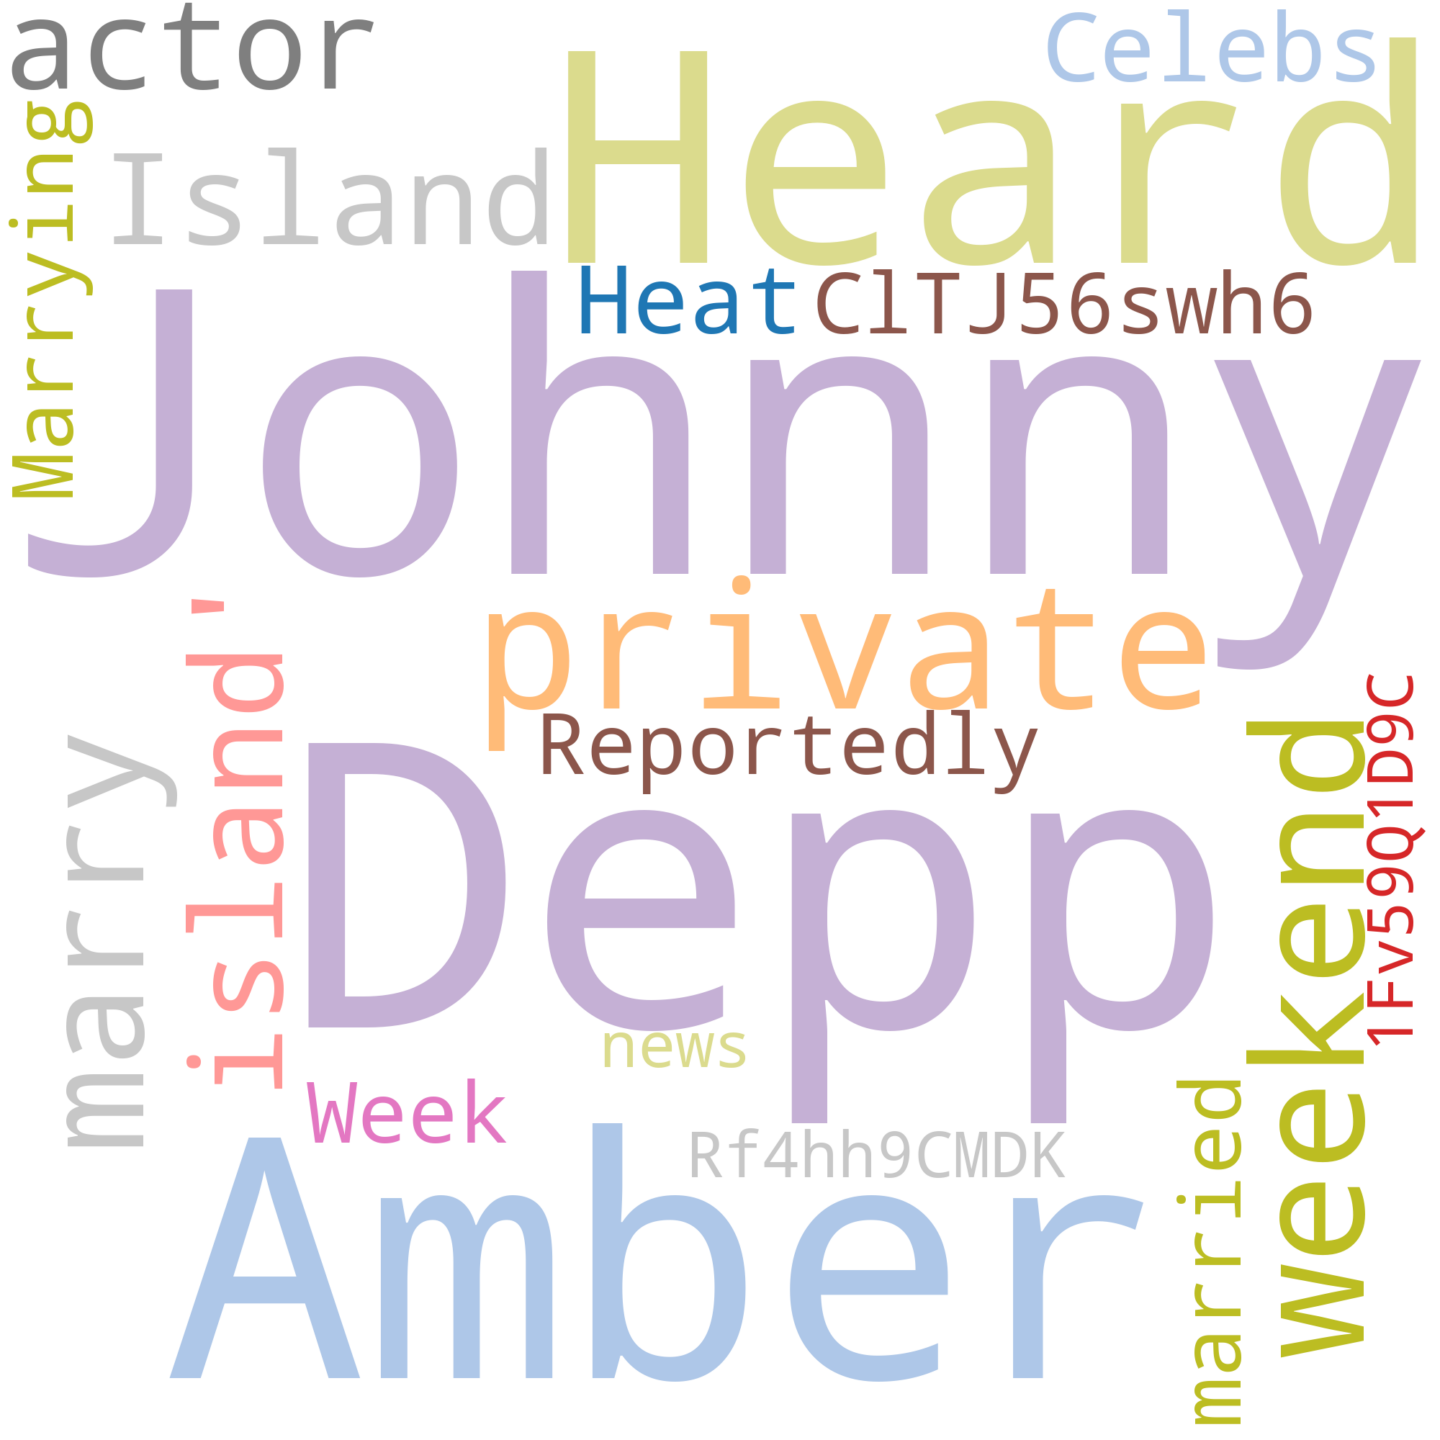 actor
Celebs
Heard
Marrying
Island
Heat
ClTJ56swh6
Johnny
private
island'
Reportedly
1Fv59Q1D9C
weekend
marry
Depp
news
Week
Rf4hh9CMDK
married
Amber